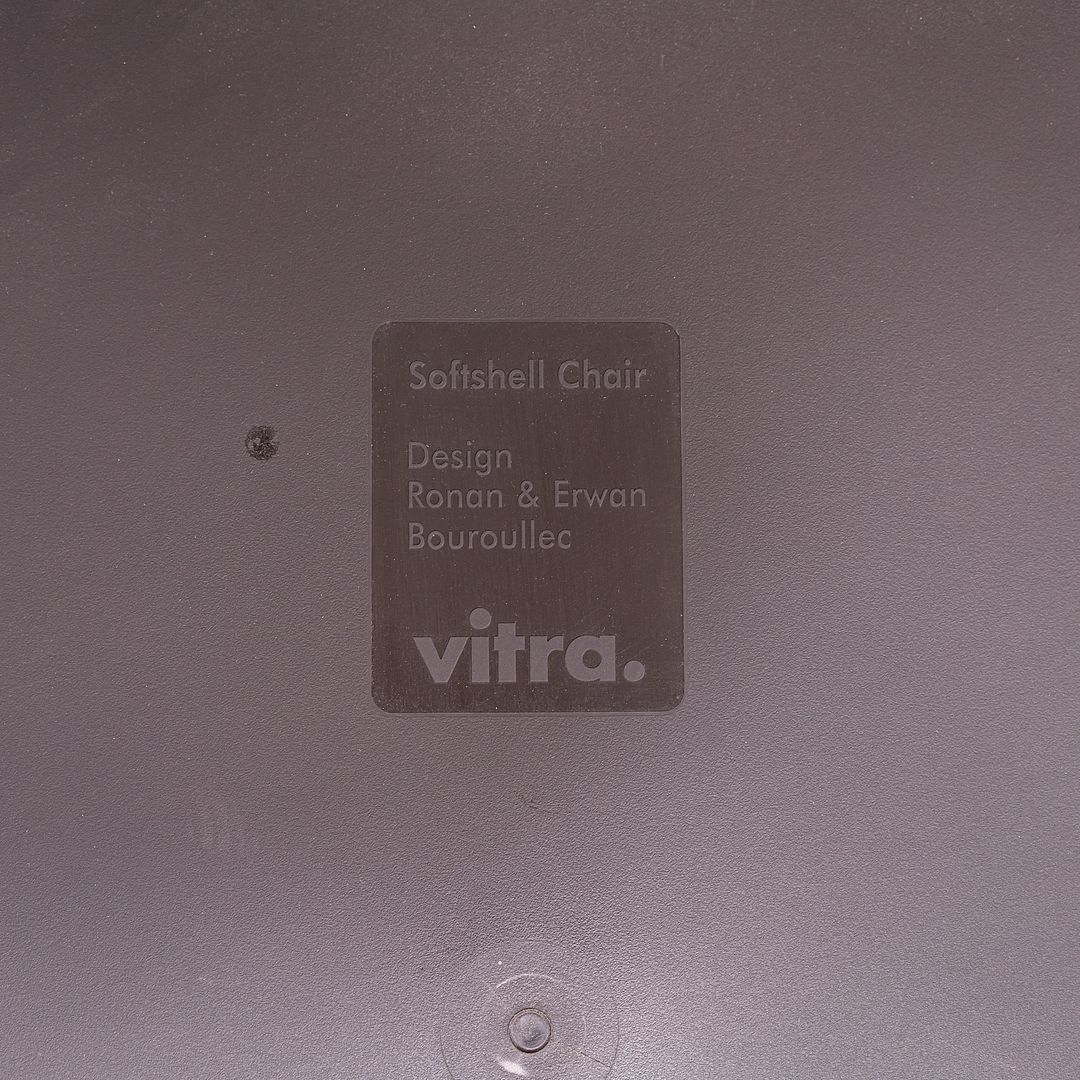 Softshell Chair
Design
Ronan & Erwan
Bouroullec
vitra.